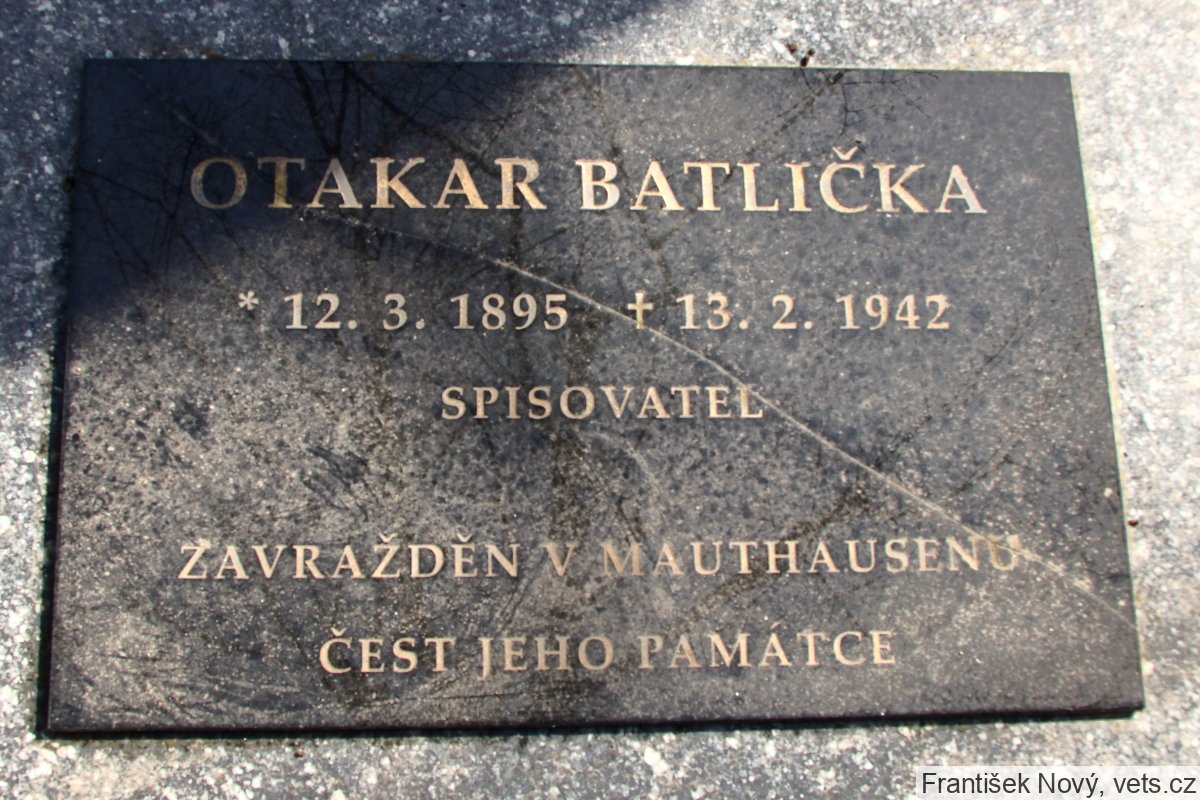 OTAKAR BATLIČKA
* 12. 3. 1895 † 13. 2. 1942
SPISOVATEL
ZAVRAŽDĚN V MAUTHAUSENU
ČEST JEHO PAMÁTCE
František Nový, vets.cz